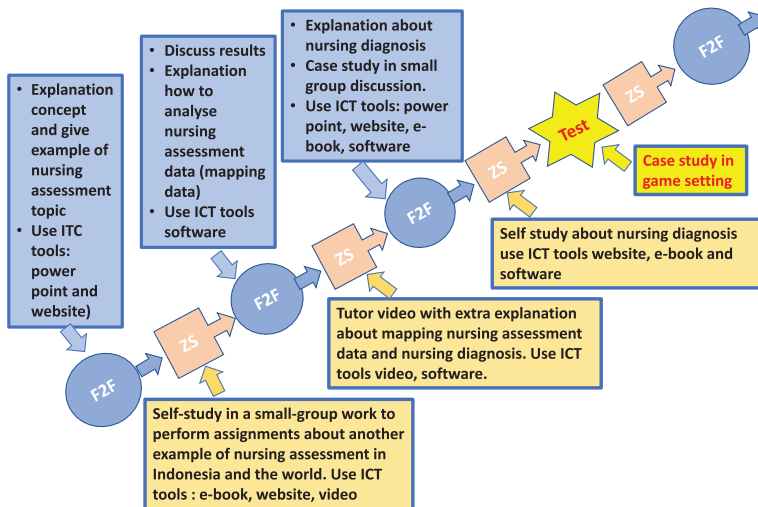 • Explanation
concept and
give
example of
nursing
assessment
topic
• Use ITC
tools:
power
point and
website)
• Discuss results
• Explanation
how to
analyse
nursing
assessment
data (mapping
data)
• Use ICT tools
software
• Explanation about
nursing diagnosis
• Case study in small
group discussion.
• Use ICT tools: power
point, website, e-
book, software
F2F
ZS
F2F
ZS
F2F
ZS
Test
ZS
F2F
Case study in
game setting
Self study about nursing diagnosis
use ICT tools website, e-book and
software
Tutor video with extra explanation
about mapping nursing assessment
data and nursing diagnosis. Use ICT
tools video, software.
Self-study in a small-group work to
perform assignments about another
example of nursing assessment in
Indonesia and the world. Use ICT
tools : e-book, website, video